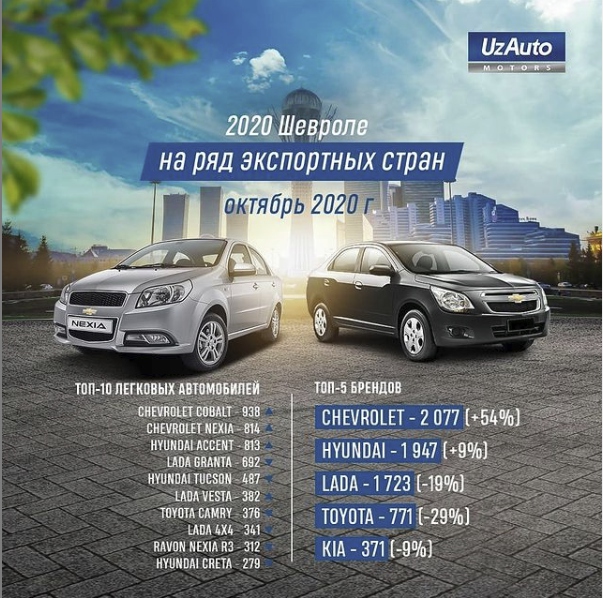 UzAuto
MOTORS
2020 Шевроле
на ряд экспортных стран
октябрь 2020 г
NEXIA
ТОП-10 ЛЕГКОВЫХ АВТОМОБИЛЕЙ
CHEVROLET COBALT - 938
CHEVROLET NEXIA - 814
HYUNDAI ACCENT - 813
LADA GRANTA - 692
HYUNDAI TUCSON - 487
LADA VESTA - 382
TOYOTA CAMRY - 376
LADA 4X4 - 341
RAVON NEXIA R3 - 312
HYUNDAI CRETA - 279
ТОП-5 БРЕНДОВ
CHEVROLET - 2 077 (+54%)
HYUNDAI - 1 947 (+9%)
LADA - 1 723 (-19%)
TOYOTA - 771 (-29%)
KIA - 371 (-9%)